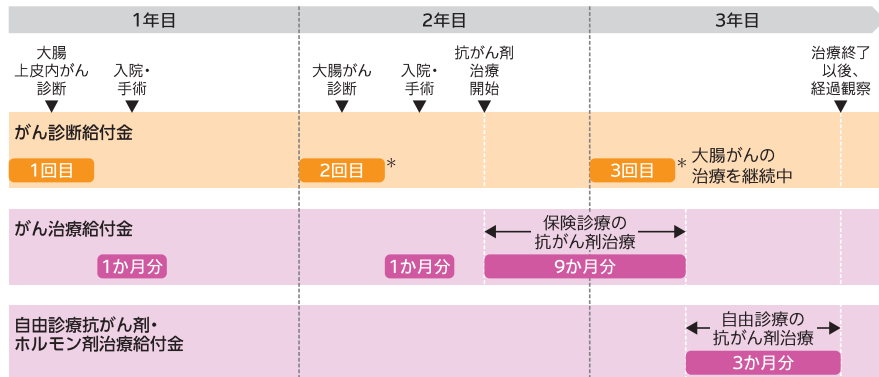 1年目
2年目
3年目
大腸
上皮内がん
診断
入院・
手術
大腸がん
診断
入院・
手術
抗がん剤
治療
開始
治療終了
以後、
経過観察
がん診断給付金
1回目
2回目*
3回目*
大腸がんの
治療を継続中
がん治療給付金
1か月分
1か月分
保険診療の
抗がん剤治療
9か月分
自由診療抗がん剤・
ホルモン剤治療給付金
自由診療の
抗がん剤治療
3か月分